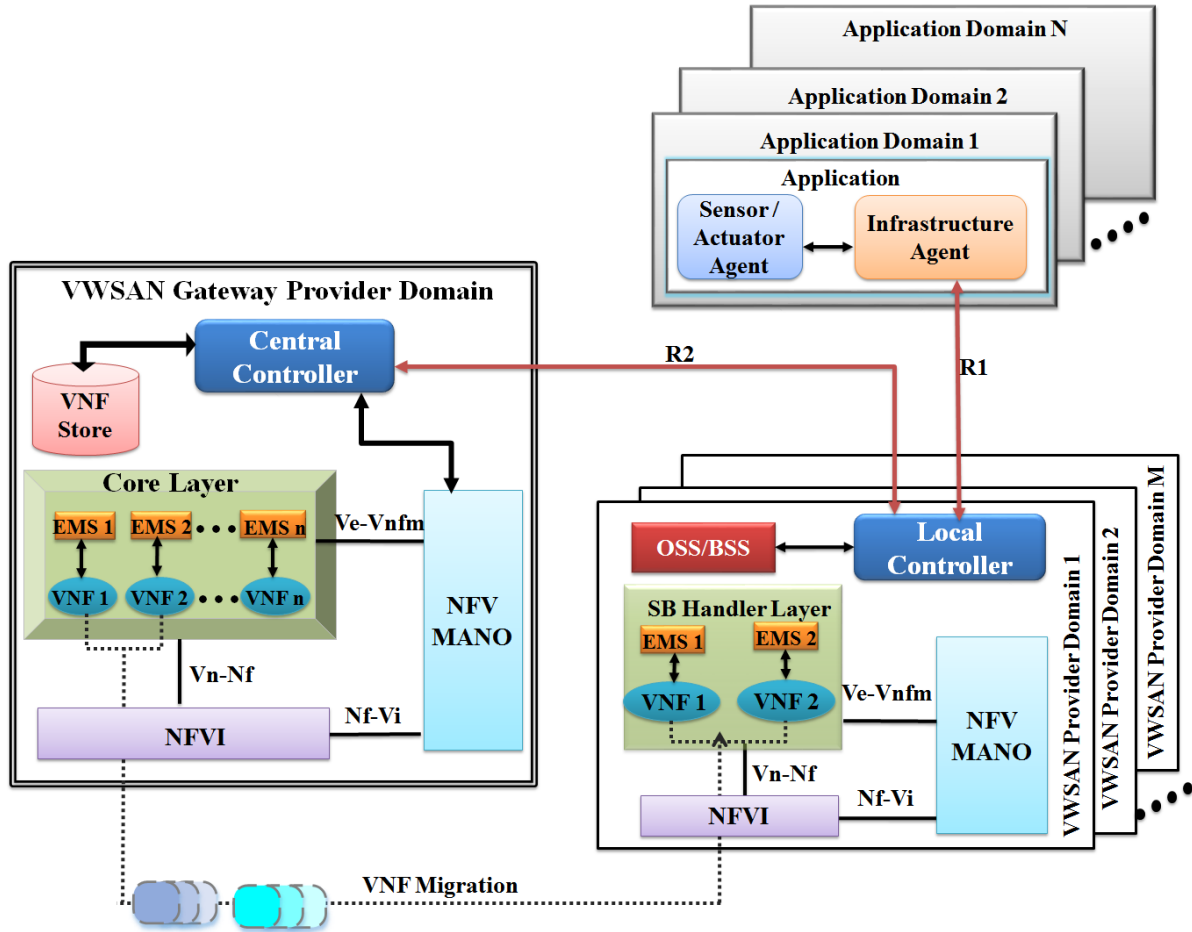 Application Domain N
Application Domain 2
Application Domain 1
Application
Sensor /
Actuator
Agent
Infrastructure
Agent
VWSAN Gateway Provider Domain
Central
Controller
VNF
Store
R2
R1
Core Layer
EMS 1
EMS 2
EMS n
VNF 1
VNF 2
VNF n
Ve-Vnfm
NFV
MANO
Vn-Nf
Nf-Vi
NFVI
VWSAN Provider Domain M
VWSAN Provider Domain 2
VWSAN Provider Domain 1
OSS/BSS
Local
Controller
SB Handler Layer
EMS 1
EMS 2
VNF 1
VNF 2
Ve-Vnfm
NFV
MANO
Vn-Nf
Nf-Vi
NFVI
VNF Migration